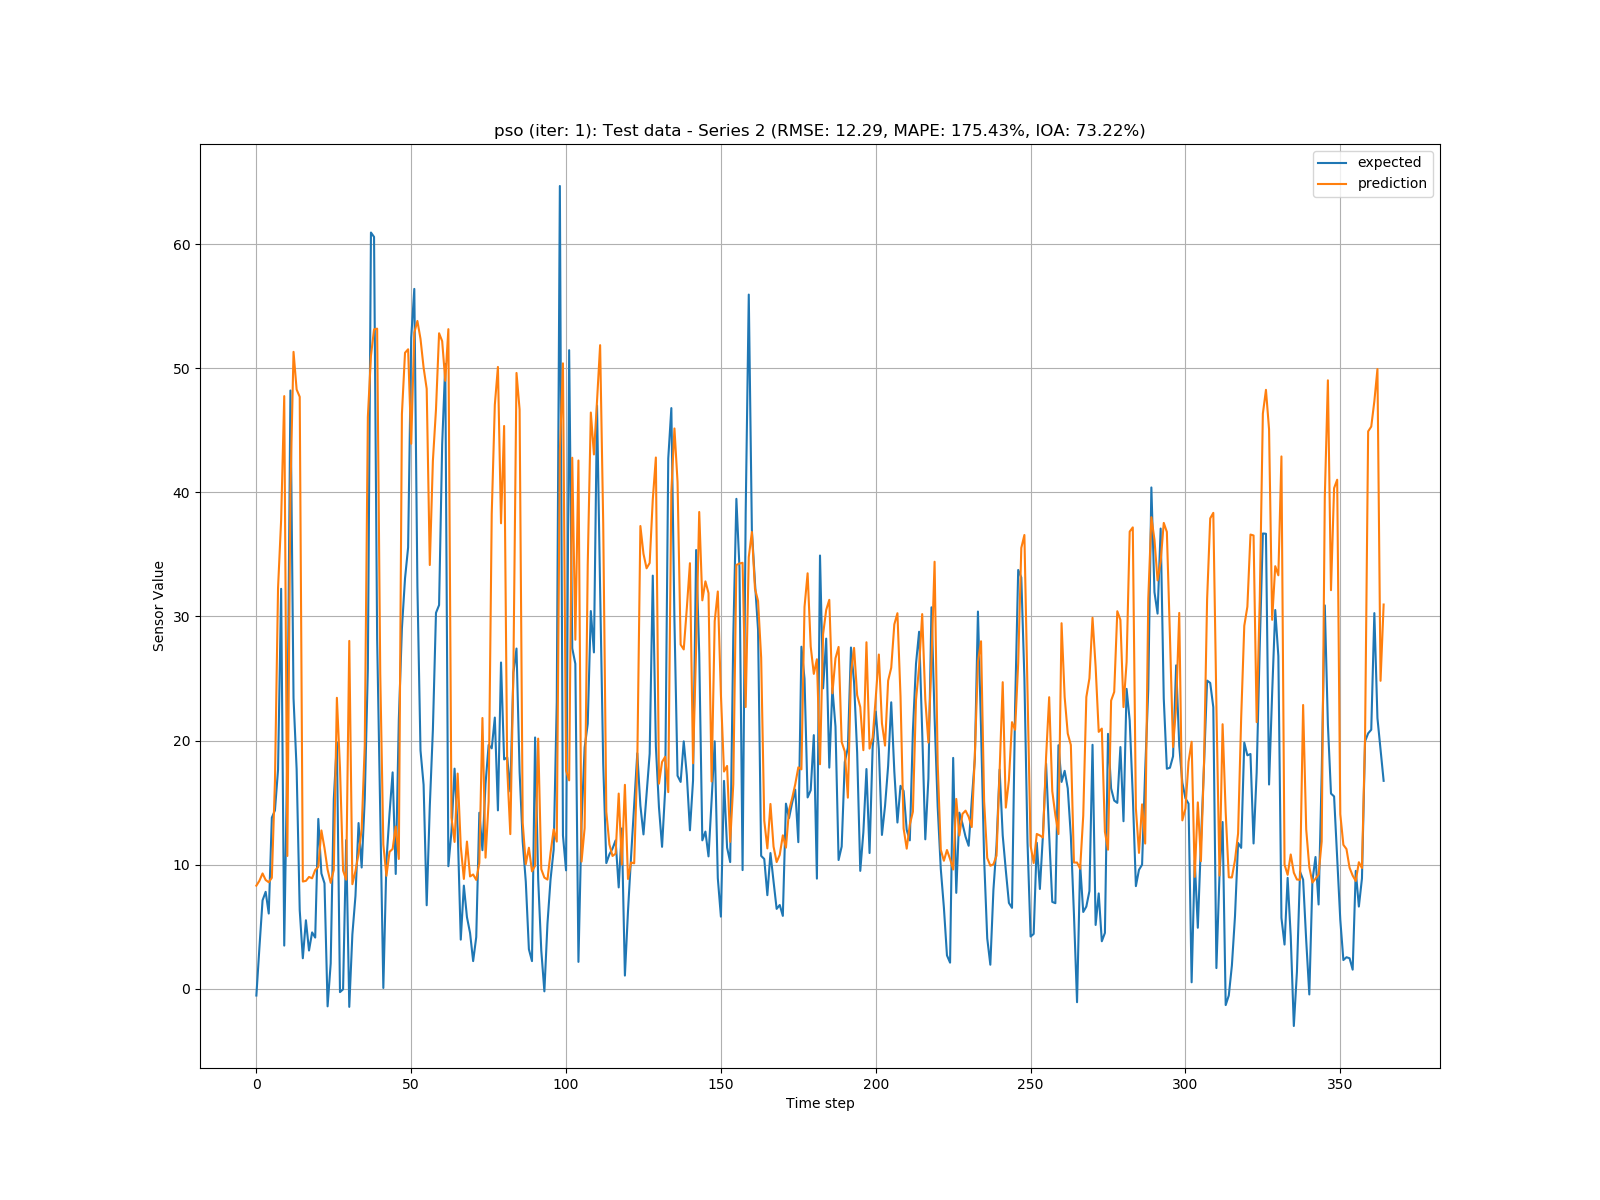 pso (iter: 1): Test data - Series 2 (RMSE: 12.29, MAPE: 175.43%, IOA: 73.22%)
expected
prediction
60
50
40
30
20
10
0
Sensor Value
0 50 100 150 200 250 300 350
Time step